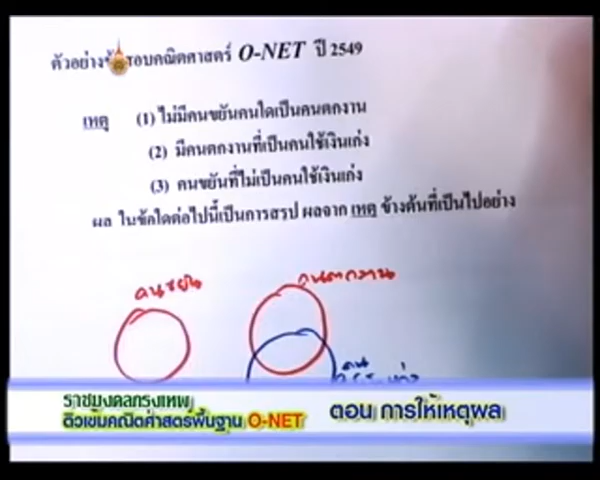 ตัวอย่างข้อสอบคณิตศาสตร์ O-NET ปี 2549
เหตุ (1) ไม่มีคนขยันคนใดเป็นคนตกงาน
(2) มีคนตกงานที่เป็นคนใช้เงินเก่ง
(3) คนขยันที่ไม่เป็นคนใช้เงินเก่ง
ผล ในข้อใดต่อไปนี้เป็นการสรุป ผลจาก เหตุ ข้างต้นที่เป็นไปอย่าง
คนขยัน คนตกงาน
ราชมงคลกรุงเทพ
ติวเข้มคณิตศาสตร์พื้นฐาน O-NET ตอน การให้เหตุผล